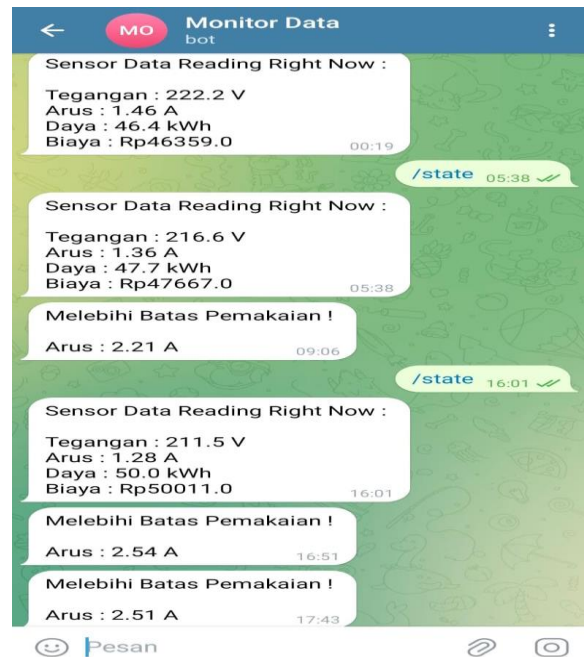 MO
Monitor Data
bot
Sensor Data Reading Right Now :
Tegangan : 222.2 V
Arus : 1.46 A
Daya : 46.4 kWh
Biaya : Rp46359.0
00:19
/state 05:38
Sensor Data Reading Right Now :
Tegangan : 216.6 V
Arus : 1.36 A
Daya : 47.7 kWh
Biaya : Rp47667.0
05:38
Melebihi Batas Pemakaian !
Arus : 2.21 A
09:06
/state 16:01
Sensor Data Reading Right Now :
Tegangan : 211.5 V
Arus : 1.28 A
Daya : 50.0 kWh
Biaya : Rp50011.0
16:01
Melebihi Batas Pemakaian !
Arus : 2.54 A
16:51
Melebihi Batas Pemakaian !
Arus : 2.51 A
17:43
Pesan